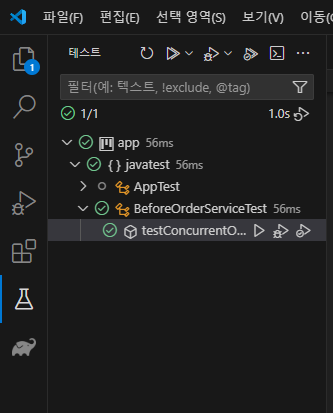 파일(F) 편집(E) 선택 영역(S) 보기(V) 이동(
테스트
필터(예: 텍스트, !exclude, @tag)
1/1 1.0s
app 56ms
{} javatest 56ms
AppTest
BeforeOrderServiceTest 56ms
testConcurrentO...
1